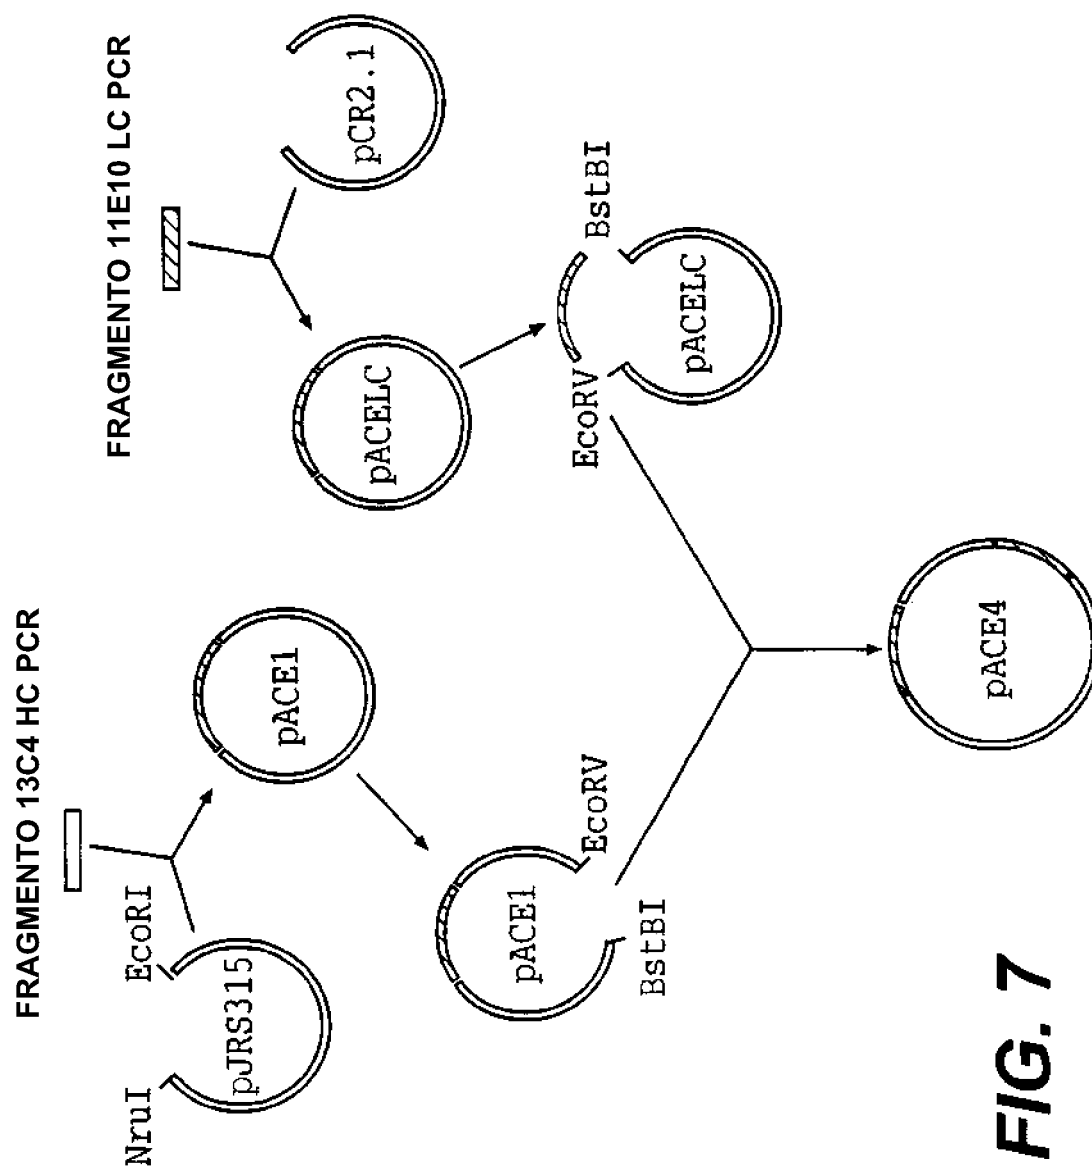 FRAGMENTO 13C4 HC PCR
FRAGMENTO 11E10 LC PCR
NruI
EcoRI
pJRS315
pACE1
pACELC
pCR2.1
pACE1
EcoRV
BstBI
EcoRV
BstBI
pACELC
pACE4
FIG. 7